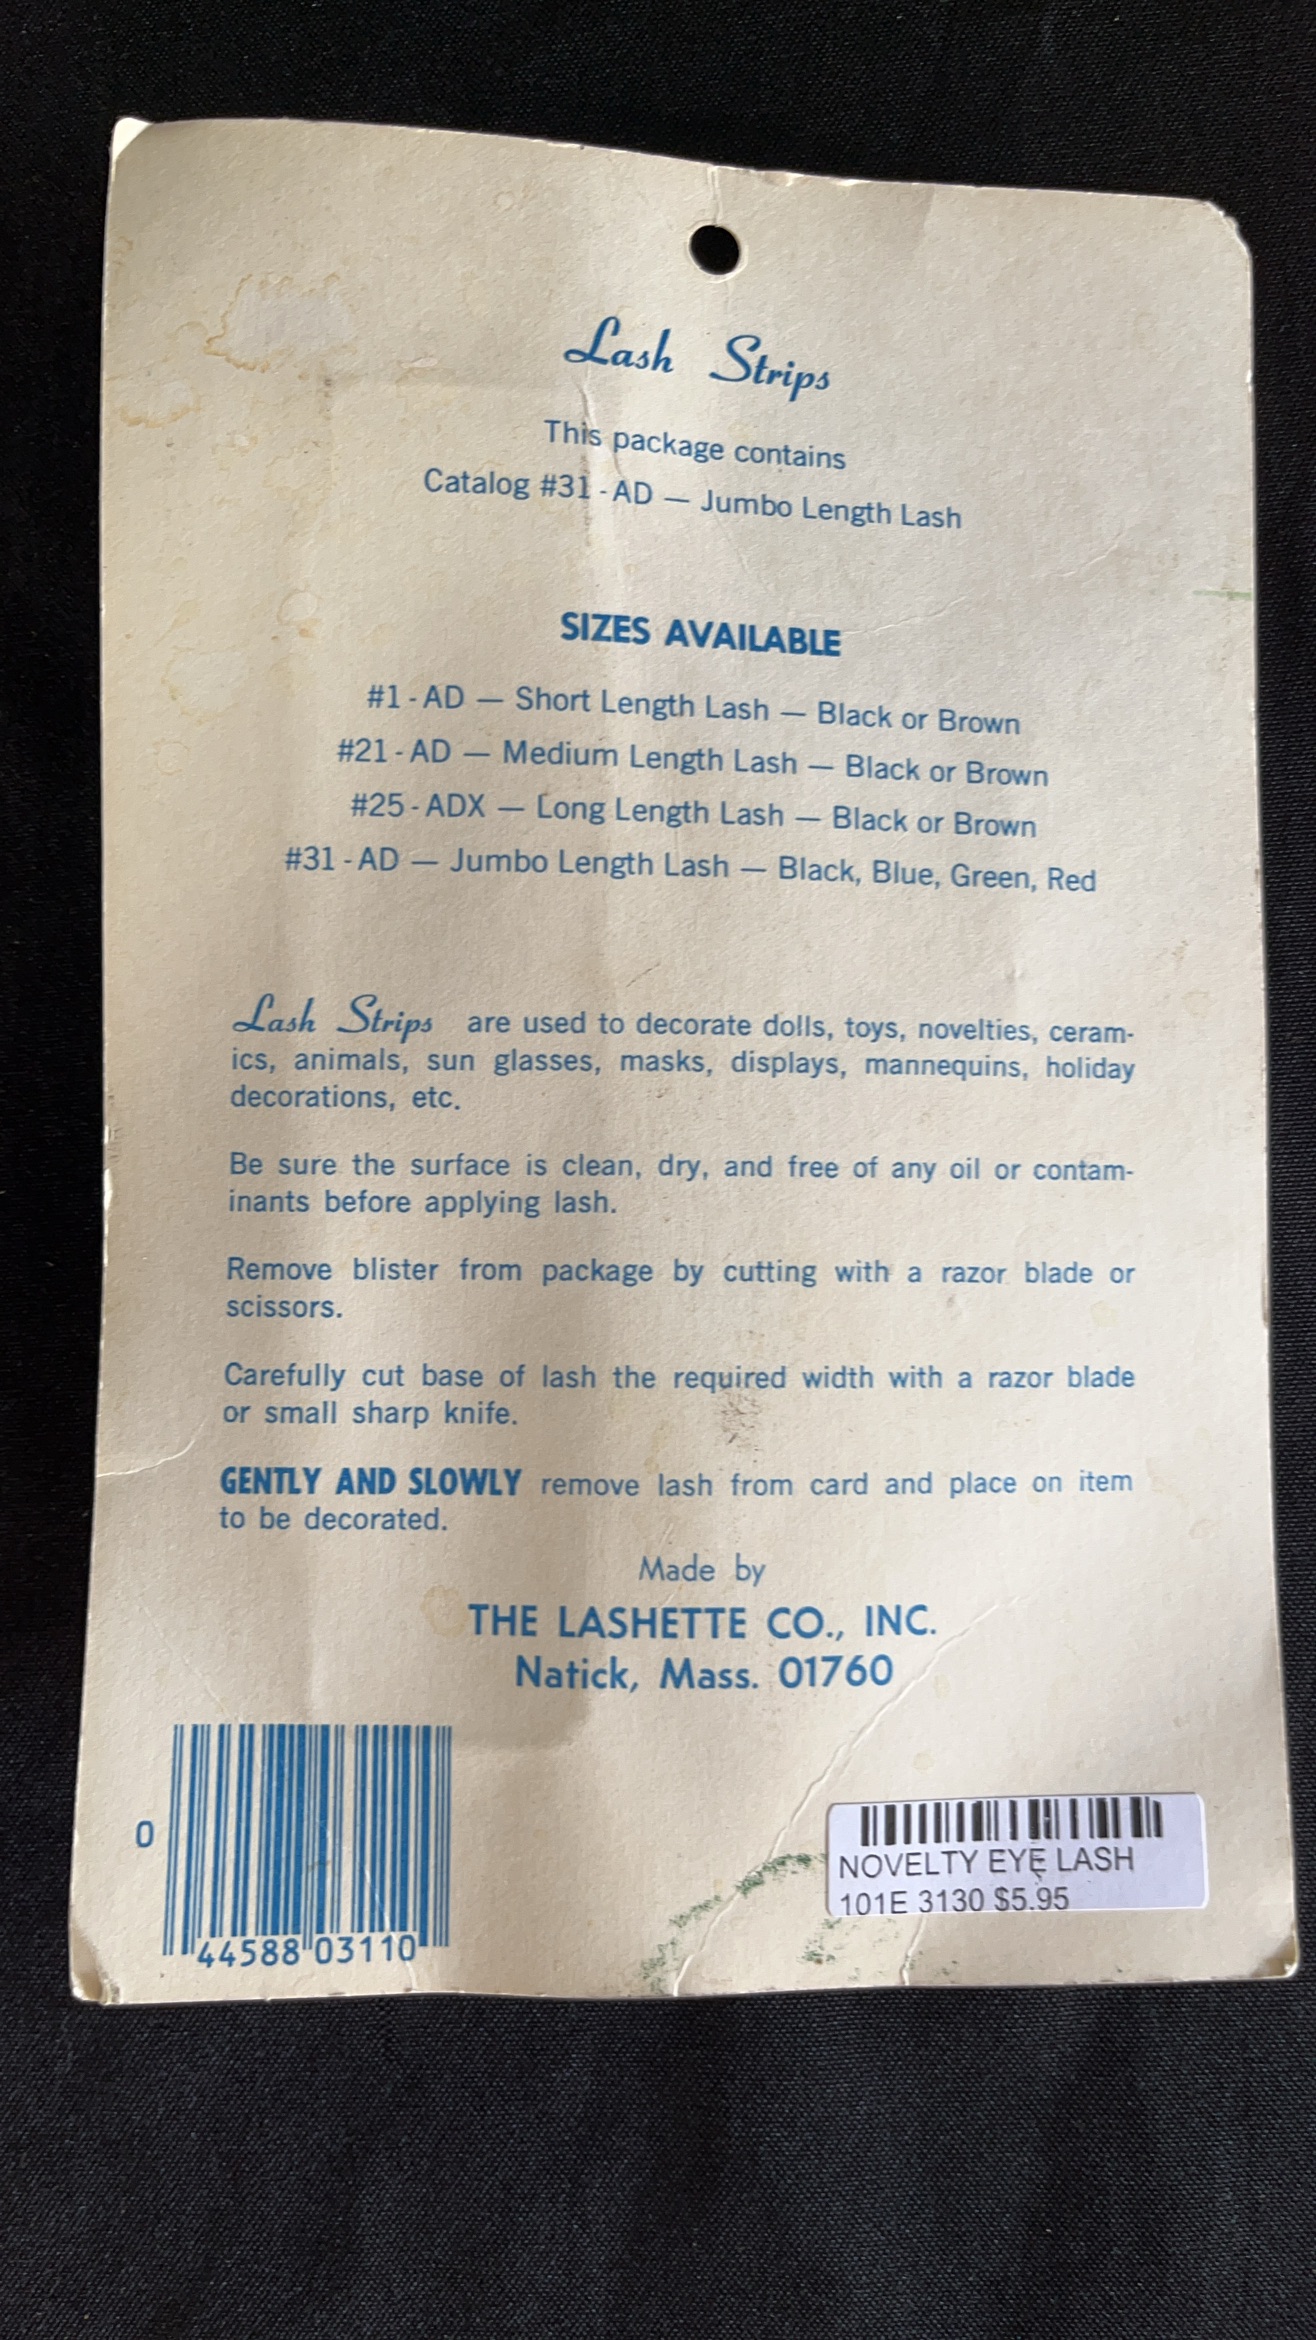 Lash Strips
This package contains
Catalog #31 - AD — Jumbo Length Lash
SIZES AVAILABLE
#1 - AD — Short Length Lash — Black or Brown
#21 - AD — Medium Length Lash — Black or Brown
#25 - ADX — Long Length Lash — Black or Brown
#31 - AD — Jumbo Length Lash — Black, Blue, Green, Red
Lash Strips are used to decorate dolls, toys, novelties, ceram-
ics, animals, sun glasses, masks, displays, mannequins, holiday
decorations, etc.
Be sure the surface is clean, dry, and free of any oil or contam-
inants before applying lash.
Remove blister from package by cutting with a razor blade or
scissors.
Carefully cut base of lash the required width with a razor blade
or small sharp knife.
GENTLY AND SLOWLY remove lash from card and place on item
to be decorated.
Made by
THE LASHETTE CO., INC.
Natick, Mass. 01760
0 44588 03110
NOVELTY EYE LASH
101E 3130 $5.95